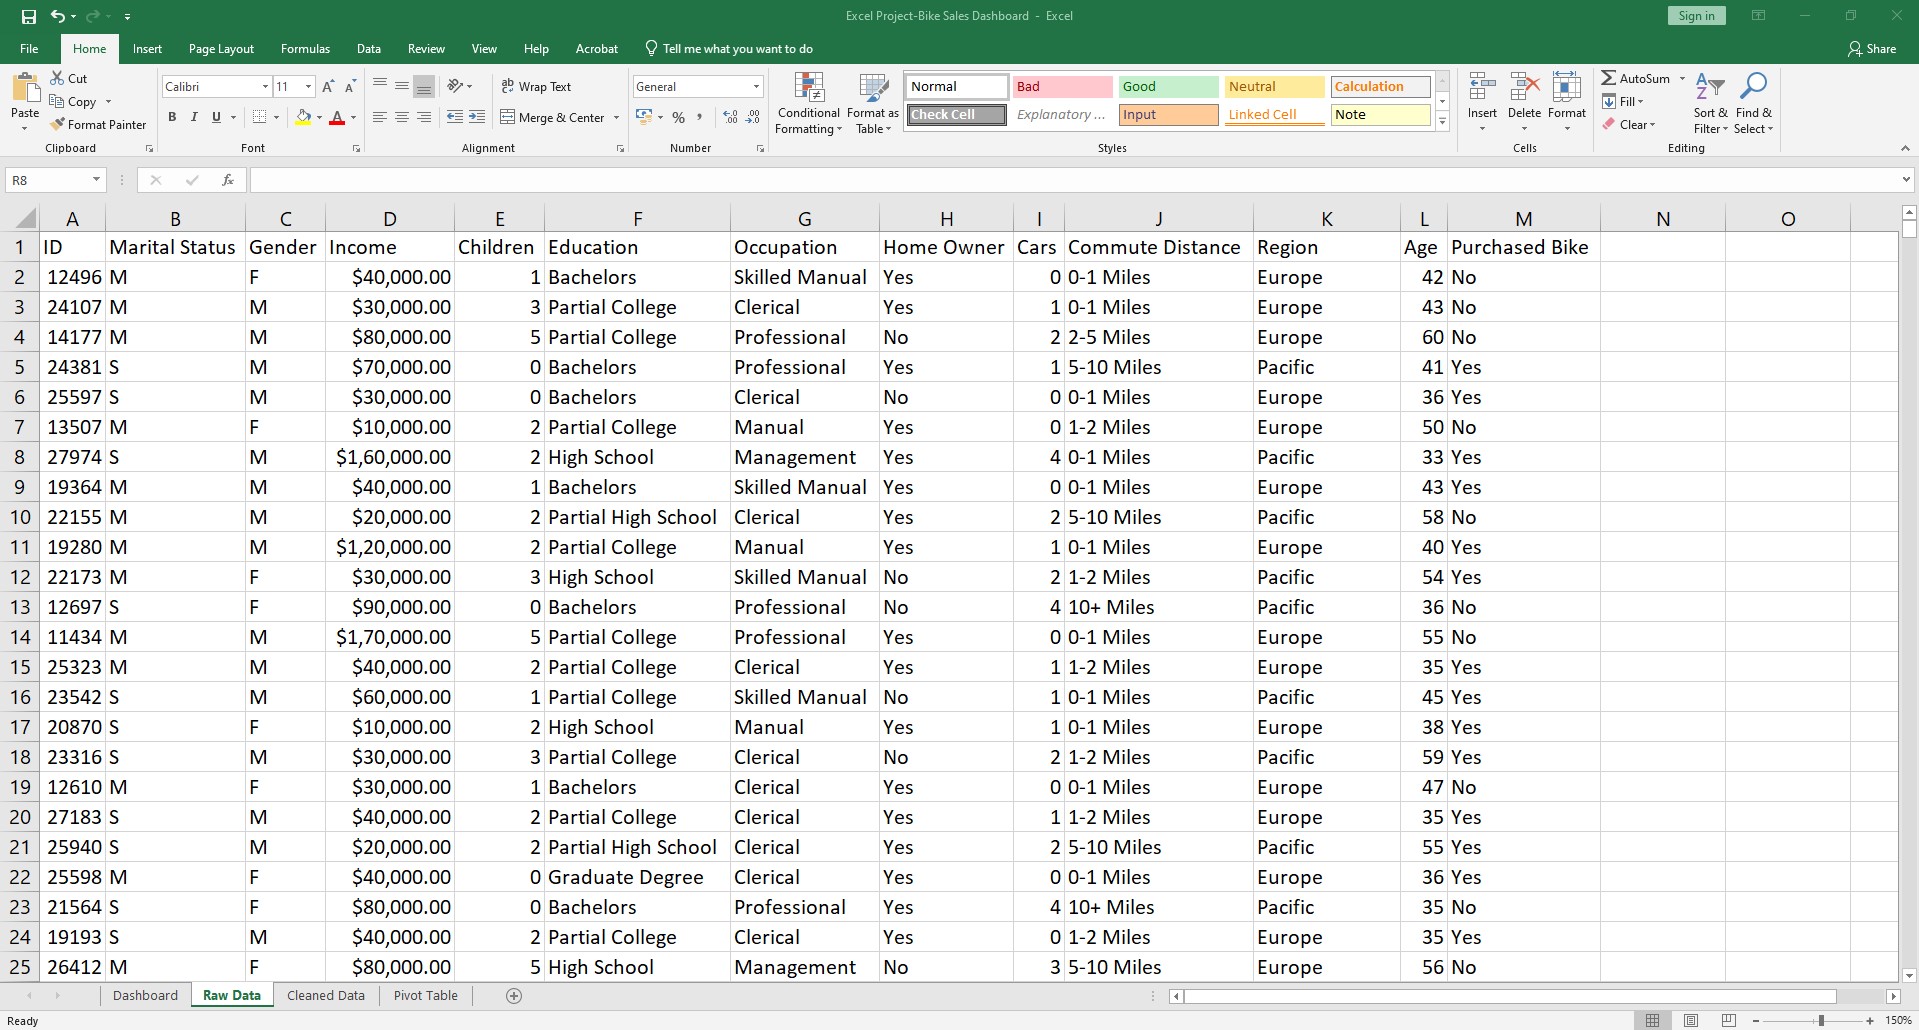 Excel Project-Bike Sales Dashboard - Excel
Sign in
File Home Insert Page Layout Formulas Data Review View Help Acrobat Tell me what you want to do Share
Paste
Cut
Copy
Format Painter
Clipboard
Calibri 11
B I U
Font
Wrap Text
Merge & Center
Alignment
General
%
Number
Conditional Formatting
Format as Table
Normal Bad Good Neutral Calculation
Check Cell Explanatory ... Input Linked Cell Note
Styles
Insert Delete Format
Cells
AutoSum
Fill
Clear
Sort & Filter
Find & Select
Editing
R8 fx
A B C D E F G H I J K L M N O
1 ID Marital Status Gender Income Children Education Occupation Home Owner Cars Commute Distance Region Age Purchased Bike
2 12496 M F $40,000.00 1 Bachelors Skilled Manual Yes 0 0-1 Miles Europe 42 No
3 24107 M M $30,000.00 3 Partial College Clerical Yes 1 0-1 Miles Europe 43 No
4 14177 M M $80,000.00 5 Partial College Professional No 2 2-5 Miles Europe 60 No
5 24381 S M $70,000.00 0 Bachelors Professional Yes 1 5-10 Miles Pacific 41 Yes
6 25597 S M $30,000.00 0 Bachelors Clerical No 0 0-1 Miles Europe 36 Yes
7 13507 M F $10,000.00 2 Partial College Manual Yes 0 1-2 Miles Europe 50 No
8 27974 S M $1,60,000.00 2 High School Management Yes 4 0-1 Miles Pacific 33 Yes
9 19364 M M $40,000.00 1 Bachelors Skilled Manual Yes 0 0-1 Miles Europe 43 Yes
10 22155 M M $20,000.00 2 Partial High School Clerical Yes 2 5-10 Miles Pacific 58 No
11 19280 M M $1,20,000.00 2 Partial College Manual Yes 1 0-1 Miles Europe 40 Yes
12 22173 M F $30,000.00 3 High School Skilled Manual No 2 1-2 Miles Pacific 54 Yes
13 12697 S F $90,000.00 0 Bachelors Professional No 4 10+ Miles Pacific 36 No
14 11434 M M $1,70,000.00 5 Partial College Professional Yes 0 0-1 Miles Europe 55 No
15 25323 M M $40,000.00 2 Partial College Clerical Yes 1 1-2 Miles Europe 35 Yes
16 23542 S M $60,000.00 1 Partial College Skilled Manual No 1 0-1 Miles Pacific 45 Yes
17 20870 S F $10,000.00 2 High School Manual Yes 1 0-1 Miles Europe 38 Yes
18 23316 S M $30,000.00 3 Partial College Clerical No 2 1-2 Miles Pacific 59 Yes
19 12610 M F $30,000.00 1 Bachelors Clerical Yes 0 0-1 Miles Europe 47 No
20 27183 S M $40,000.00 2 Partial College Clerical Yes 1 1-2 Miles Europe 35 Yes
21 25940 S M $20,000.00 2 Partial High School Clerical Yes 2 5-10 Miles Pacific 55 Yes
22 25598 M F $40,000.00 0 Graduate Degree Clerical Yes 0 0-1 Miles Europe 36 Yes
23 21564 S F $80,000.00 0 Bachelors Professional Yes 4 10+ Miles Pacific 35 No
24 19193 S M $40,000.00 2 Partial College Clerical Yes 0 1-2 Miles Europe 35 Yes
25 26412 M F $80,000.00 5 High School Management No 3 5-10 Miles Europe 56 No
Dashboard Raw Data Cleaned Data Pivot Table
Ready 150%